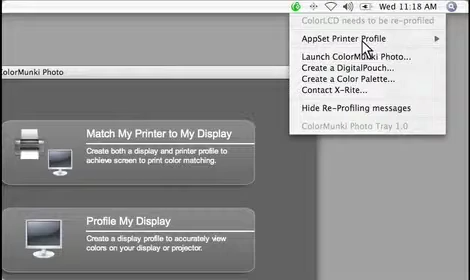 Wed 11:18 AM
ColorLCD needs to be re-profiled
AppSet Printer Profile
Launch ColorMunki Photo...
Create a DigitalPouch...
Create a Color Palette...
Contact X-Rite...
Hide Re-Profiling messages
ColorMunki Photo Tray 1.0
ColorMunki Photo
Match My Printer to My Display
Create both a display and printer profile to
achieve screen to print color matching.
Profile My Display
Create a display profile to accurately view
colors on your display or projector.